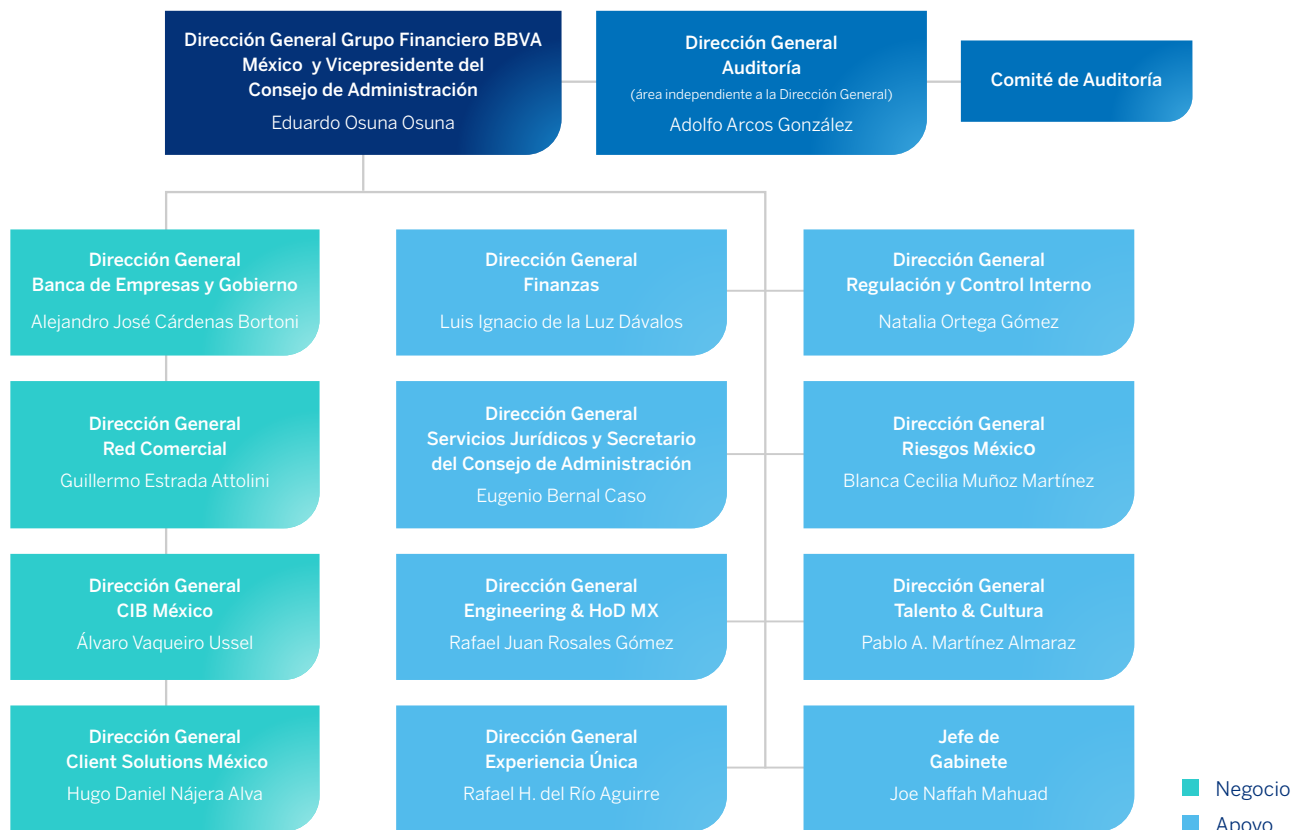 Dirección General Grupo Financiero BBVA
México y Vicepresidente del
Consejo de Administración
Eduardo Osuna Osuna
Dirección General
Auditoría
(área independiente a la Dirección General)
Adolfo Arcos González
Comité de Auditoría
Dirección General
Banca de Empresas y Gobierno
Alejandro José Cárdenas Bortoni
Dirección General
Finanzas
Luis Ignacio de la Luz Dávalos
Dirección General
Regulación y Control Interno
Natalia Ortega Gómez
Dirección General
Red Comercial
Guillermo Estrada Attolini
Dirección General
Servicios Jurídicos y Secretario
del Consejo de Administración
Eugenio Bernal Caso
Dirección General
Riesgos México
Blanca Cecilia Muñoz Martínez
Dirección General
CIB México
Álvaro Vaqueiro Ussel
Dirección General
Engineering & HoD MX
Rafael Juan Rosales Gómez
Dirección General
Talento & Cultura
Pablo A. Martínez Almaraz
Dirección General
Client Solutions México
Hugo Daniel Nájera Alva
Dirección General
Experiencia Única
Rafael H. del Río Aguirre
Jefe de
Gabinete
Joe Naffah Mahuad
Negocio
Apoyo